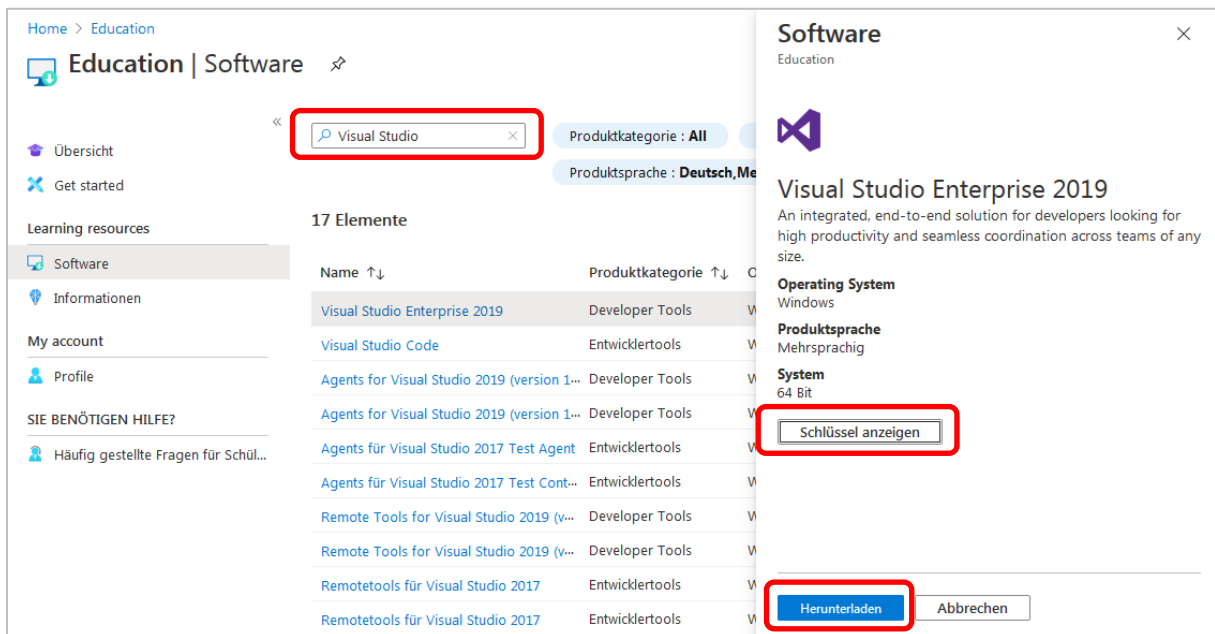 Home > Education
Education | Software
«
Übersicht
Get started
Learning resources
Software
Informationen
My account
Profile
SIE BENÖTIGEN HILFE?
Häufig gestellte Fragen für Schül...
Visual Studio ×
Produktkategorie : All
Produktsprache : Deutsch,Me
17 Elemente
Name ↑↓ Produktkategorie ↑↓ O
Visual Studio Enterprise 2019 Developer Tools W
Visual Studio Code Entwicklertools W
Agents for Visual Studio 2019 (version 1... Developer Tools W
Agents for Visual Studio 2019 (version 1... Developer Tools W
Agents für Visual Studio 2017 Test Agent Entwicklertools W
Agents für Visual Studio 2017 Test Cont... Entwicklertools W
Remote Tools for Visual Studio 2019 (v... Developer Tools W
Remote Tools for Visual Studio 2019 (v... Developer Tools W
Remotetools für Visual Studio 2017 Entwicklertools W
Remotetools für Visual Studio 2017 Entwicklertools W
Software ×
Education
Visual Studio Enterprise 2019
An integrated, end-to-end solution for developers looking for
high productivity and seamless coordination across teams of any
size.
Operating System
Windows
Produktsprache
Mehrsprachig
System
64 Bit
Schlüssel anzeigen
Herunterladen Abbrechen